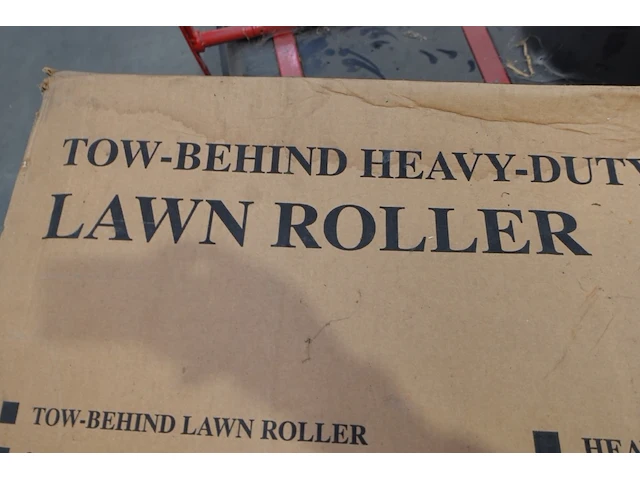 TOW-BEHIND HEAVY-DUTY
LAWN ROLLER
TOW-BEHIND LAWN ROLLER